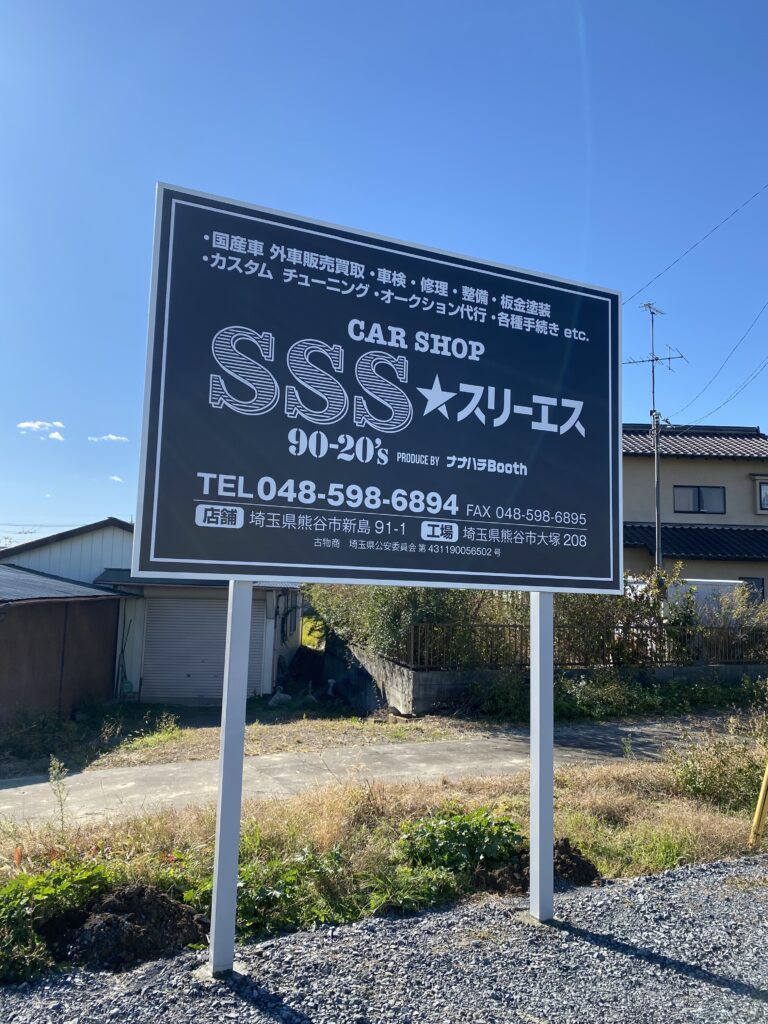 ・国産車 外車販売買取・車検・修理・整備・板金塗装
・カスタム チューニング・オークション代行・各種手続き etc.
CAR SHOP
SSS★スリーエス
90-20's PRODUCE BY ナナハチBooth
TEL 048-598-6894 FAX 048-598-6895
店舗 埼玉県熊谷市新島 91-1 工場 埼玉県熊谷市大塚 208
古物商 埼玉県公安委員会 第 431190056502 号